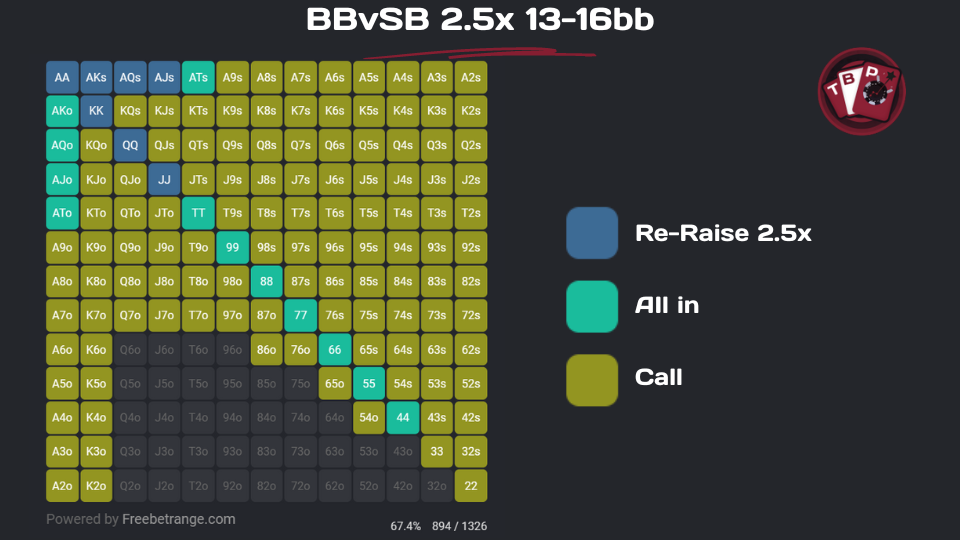 BBvSB 2.5x 13-16bb
AA AKs AQs AJs ATs A9s A8s A7s A6s A5s A4s A3s A2s
AKo KK KQs KJs KTs K9s K8s K7s K6s K5s K4s K3s K2s
AQo KQo QQ QJs QTs Q9s Q8s Q7s Q6s Q5s Q4s Q3s Q2s
AJo KJo QJo JJ JTs J9s J8s J7s J6s J5s J4s J3s J2s
ATo KTo QTo JTo TT T9s T8s T7s T6s T5s T4s T3s T2s
A9o K9o Q9o J9o T9o 99 98s 97s 96s 95s 94s 93s 92s
A8o K8o Q8o J8o T8o 98o 88 87s 86s 85s 84s 83s 82s
A7o K7o Q7o J7o T7o 97o 87o 77 76s 75s 74s 73s 72s
A6o K6o Q6o J6o T6o 96o 86o 76o 66 65s 64s 63s 62s
A5o K5o Q5o J5o T5o 95o 85o 75o 65o 55 54s 53s 52s
A4o K4o Q4o J4o T4o 94o 84o 74o 64o 54o 44 43s 42s
A3o K3o Q3o J3o T3o 93o 83o 73o 63o 53o 43o 33 32s
A2o K2o Q2o J2o T2o 92o 82o 72o 62o 52o 42o 32o 22
Powered by Freebetrange.com
67.4% 894 / 1326
TBP
Re-Raise 2.5x
All in
Call